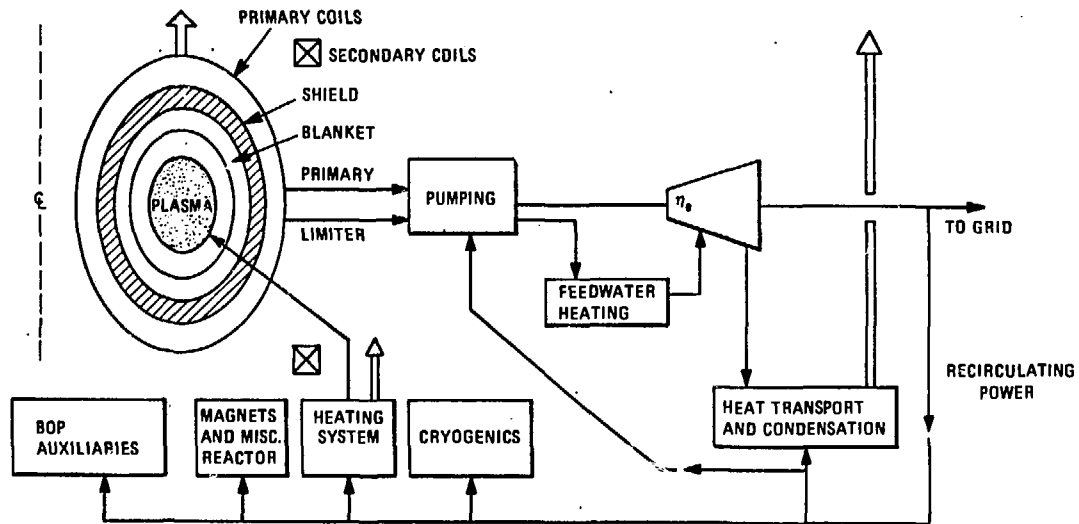 PRIMARY COILS
SECONDARY COILS
SHIELD
BLANKET
PRIMARY
PLASMA
LIMITER
℄
PUMPING
ηe
TO GRID
FEEDWATER
HEATING
RECIRCULATING
POWER
HEAT TRANSPORT
AND CONDENSATION
BOP
AUXILIARIES
MAGNETS
AND MISC.
REACTOR
HEATING
SYSTEM
CRYOGENICS